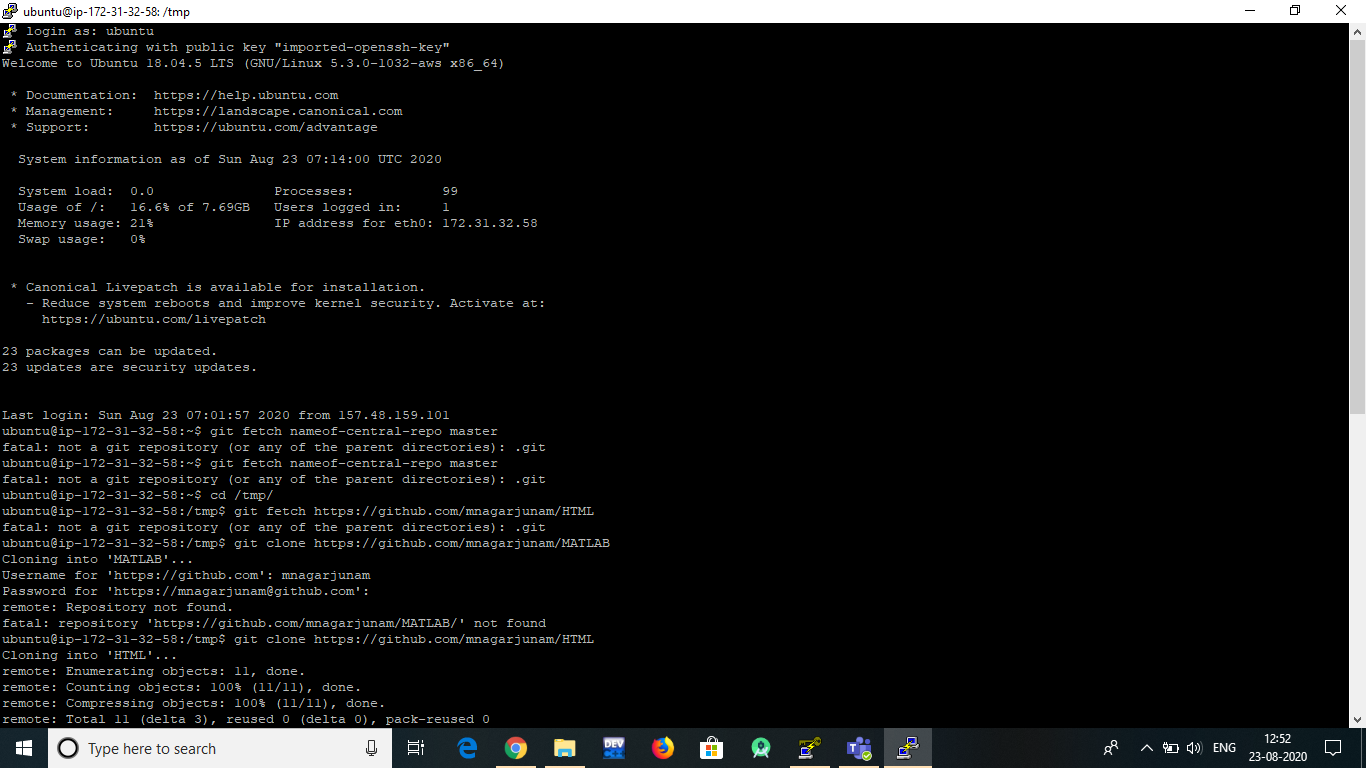 ubuntu@ip-172-31-32-58: /tmp
login as: ubuntu
Authenticating with public key "imported-openssh-key"
Welcome to Ubuntu 18.04.5 LTS (GNU/Linux 5.3.0-1032-aws x86_64)
* Documentation:  https://help.ubuntu.com
* Management:     https://landscape.canonical.com
* Support:        https://ubuntu.com/advantage
System information as of Sun Aug 23 07:14:00 UTC 2020
System load:  0.0               Processes:           99
Usage of /:   16.6% of 7.69GB   Users logged in:     1
Memory usage: 21%               IP address for eth0: 172.31.32.58
Swap usage:   0%
* Canonical Livepatch is available for installation.
- Reduce system reboots and improve kernel security. Activate at:
https://ubuntu.com/livepatch
23 packages can be updated.
23 updates are security updates.
Last login: Sun Aug 23 07:01:57 2020 from 157.48.159.101
ubuntu@ip-172-31-32-58:~$ git fetch nameof-central-repo master
fatal: not a git repository (or any of the parent directories): .git
ubuntu@ip-172-31-32-58:~$ git fetch nameof-central-repo master
fatal: not a git repository (or any of the parent directories): .git
ubuntu@ip-172-31-32-58:~$ cd /tmp/
ubuntu@ip-172-31-32-58:/tmp$ git fetch https://github.com/mnagarjunam/HTML
fatal: not a git repository (or any of the parent directories): .git
ubuntu@ip-172-31-32-58:/tmp$ git clone https://github.com/mnagarjunam/MATLAB
Cloning into 'MATLAB'...
Username for 'https://github.com': mnagarjunam
Password for 'https://mnagarjunam@github.com':
remote: Repository not found.
fatal: repository 'https://github.com/mnagarjunam/MATLAB/' not found
ubuntu@ip-172-31-32-58:/tmp$ git clone https://github.com/mnagarjunam/HTML
Cloning into 'HTML'...
remote: Enumerating objects: 11, done.
remote: Counting objects: 100% (11/11), done.
remote: Compressing objects: 100% (11/11), done.
remote: Total 11 (delta 3), reused 0 (delta 0), pack-reused 0
Type here to search
DEV
ENG
12:52
23-08-2020